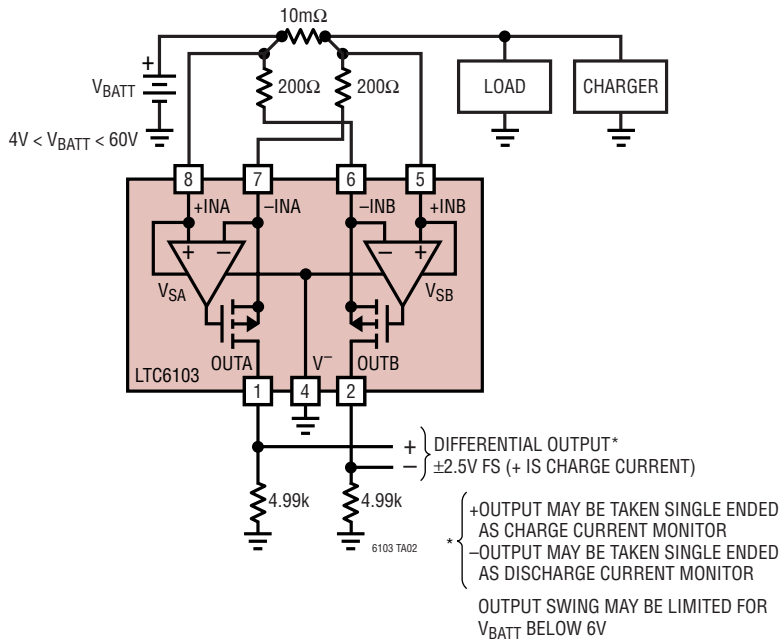 10mΩ
+
V_BATT
200Ω
200Ω
LOAD
CHARGER
4V < V_BATT < 60V
8
7
6
5
+INA
–INA
–INB
+INB
+
–
–
+
V_SA
V_SB
OUTA
V–
OUTB
LTC6103
1
4
2
+
–
DIFFERENTIAL OUTPUT*
±2.5V FS (+ IS CHARGE CURRENT)
4.99k
4.99k
6103 TA02
*
+OUTPUT MAY BE TAKEN SINGLE ENDED
AS CHARGE CURRENT MONITOR
–OUTPUT MAY BE TAKEN SINGLE ENDED
AS DISCHARGE CURRENT MONITOR
OUTPUT SWING MAY BE LIMITED FOR
V_BATT BELOW 6V